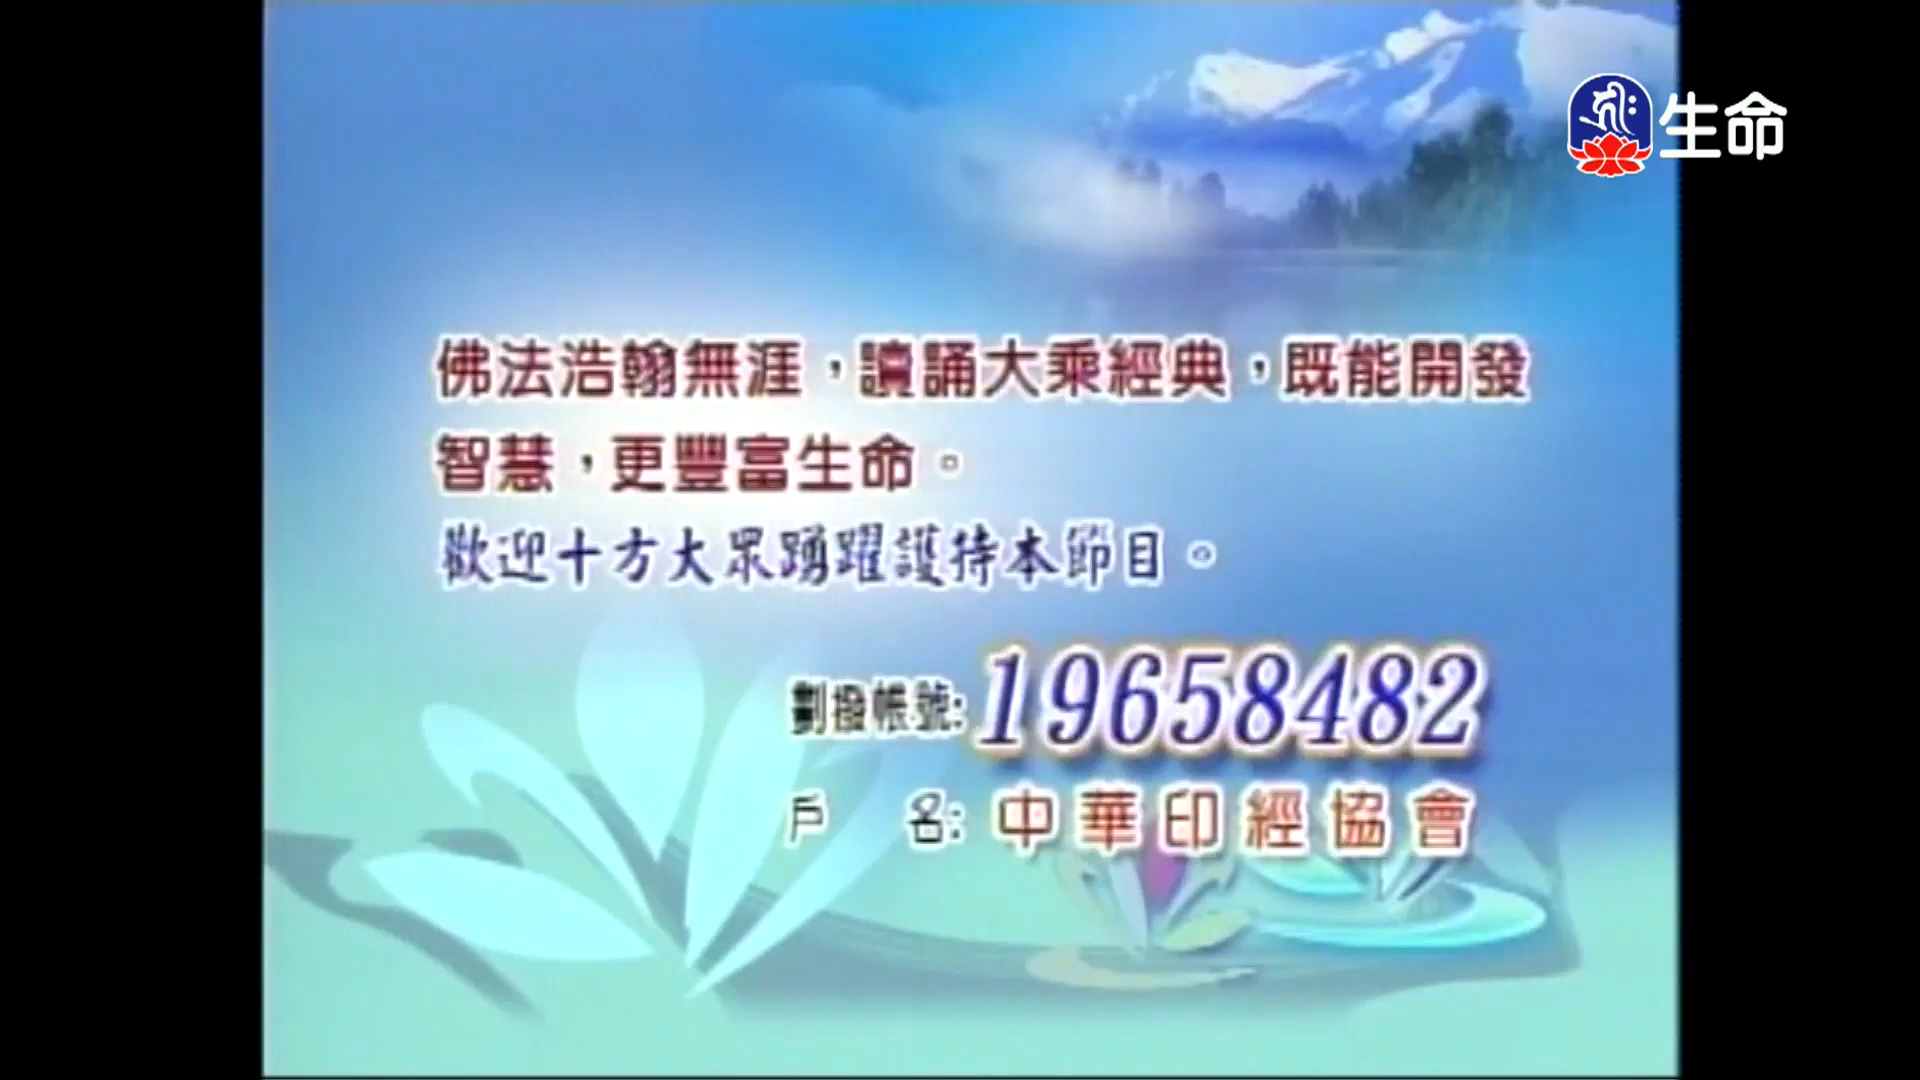 生命
佛法浩翰無涯，讀誦大乘經典，既能開發
智慧，更豐富生命。
歡迎十方大眾踴躍護持本節目。
劃撥帳號:19658482
戶 名:中華印經協會